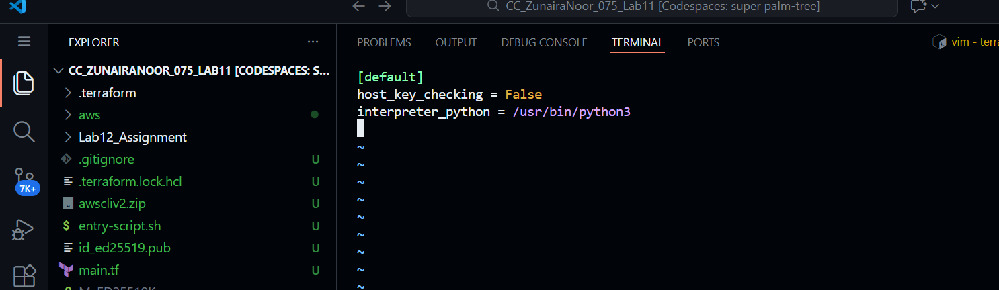 CC_ZunairaNoor_075_Lab11 [Codespaces: super palm-tree]
EXPLORER
...
CC_ZUNAIRANOOR_075_LAB11 [CODESPACES: S...
.terraform
aws
Lab12_Assignment
.gitignore U
.terraform.lock.hcl U
awscliv2.zip U
entry-script.sh U
id_ed25519.pub U
main.tf U
7K+
PROBLEMS OUTPUT DEBUG CONSOLE TERMINAL PORTS
vim - terra
[default]
host_key_checking = False
interpreter_python = /usr/bin/python3
~
~
~
~
~
~
~
~
~